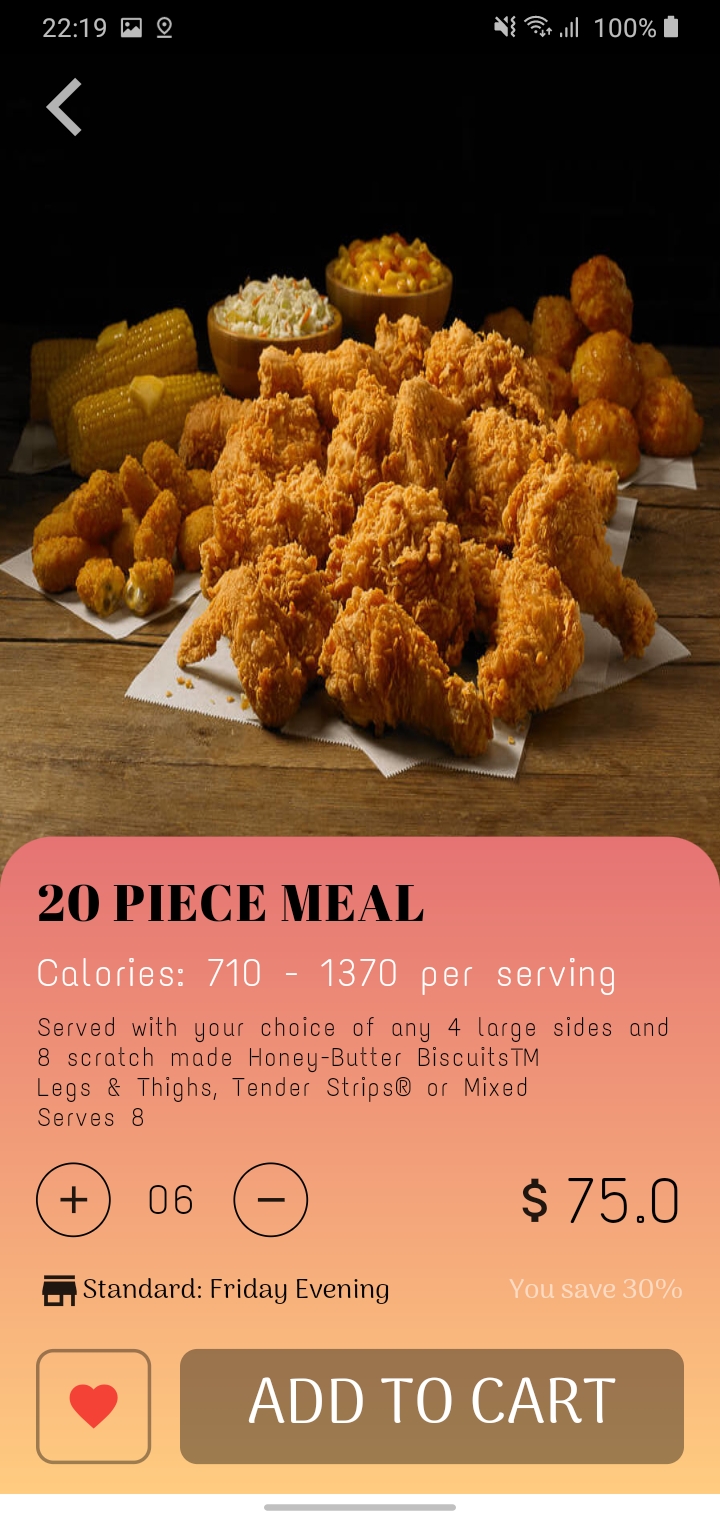 22:19
100%
20 PIECE MEAL
Calories: 710 - 1370 per serving
Served with your choice of any 4 large sides and
8 scratch made Honey-Butter BiscuitsTM
Legs & Thighs, Tender Strips® or Mixed
Serves 8
+ 06 − $ 75.0
Standard: Friday Evening You save 30%
ADD TO CART